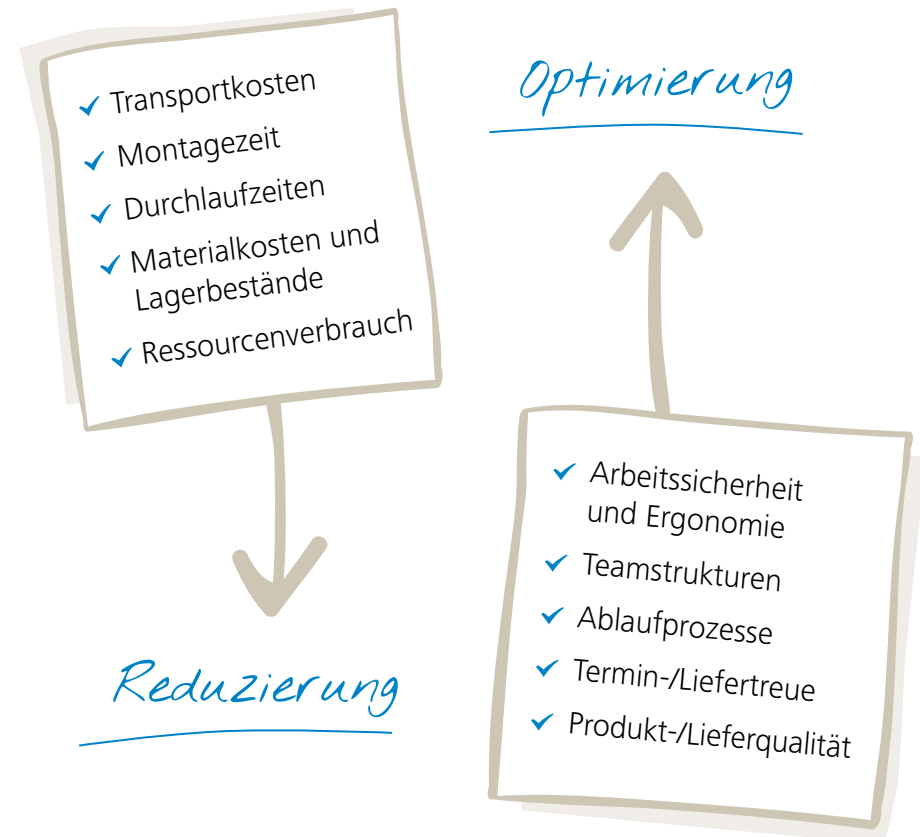 Transportkosten
Montagezeit
Durchlaufzeiten
Materialkosten und
Lagerbestände
Ressourcenverbrauch
Reduzierung
Optimierung
Arbeitssicherheit
und Ergonomie
Teamstrukturen
Ablaufprozesse
Termin-/Liefertreue
Produkt-/Lieferqualität